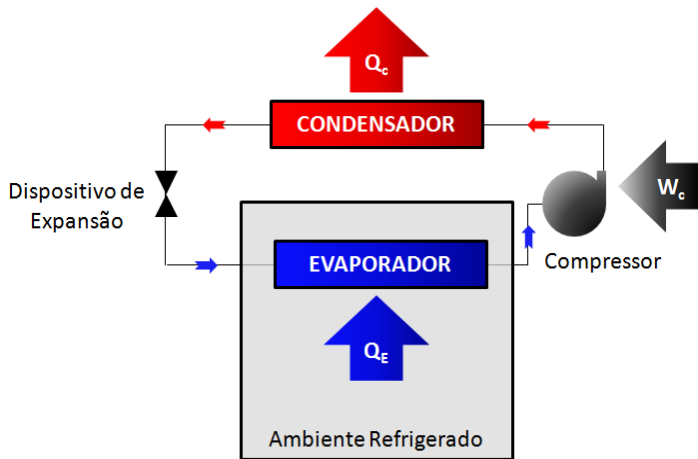 Qc
CONDENSADOR
Dispositivo de
Expansão
Wc
Compressor
EVAPORADOR
QE
Ambiente Refrigerado